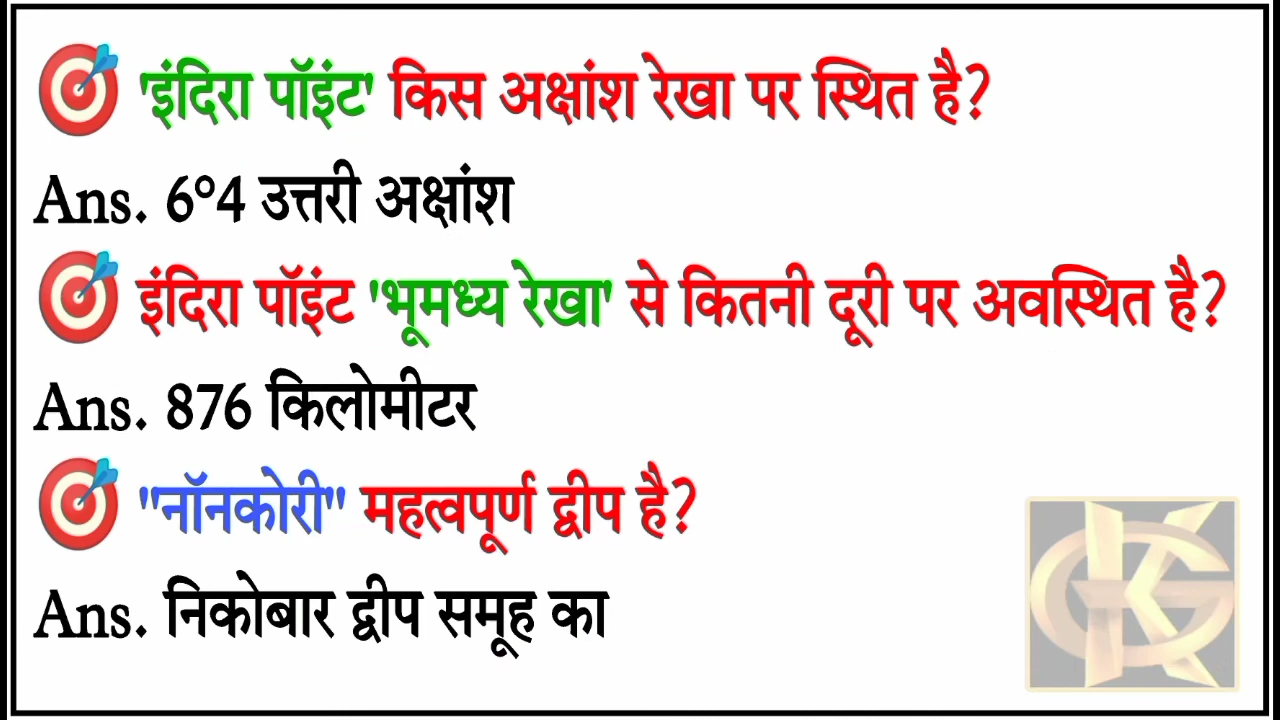 'इंदिरा पॉइंट' किस अक्षांश रेखा पर स्थित है?
Ans. 6°4 उत्तरी अक्षांश
इंदिरा पॉइंट 'भूमध्य रेखा' से कितनी दूरी पर अवस्थित है?
Ans. 876 किलोमीटर
"नॉनकोरी" महत्वपूर्ण द्वीप है?
Ans. निकोबार द्वीप समूह का